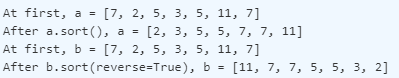 At first, a = [7, 2, 5, 3, 5, 11, 7]
After a.sort(), a = [2, 3, 5, 5, 7, 7, 11]
At first, b = [7, 2, 5, 3, 5, 11, 7]
After b.sort(reverse=True), b = [11, 7, 7, 5, 5, 3, 2]